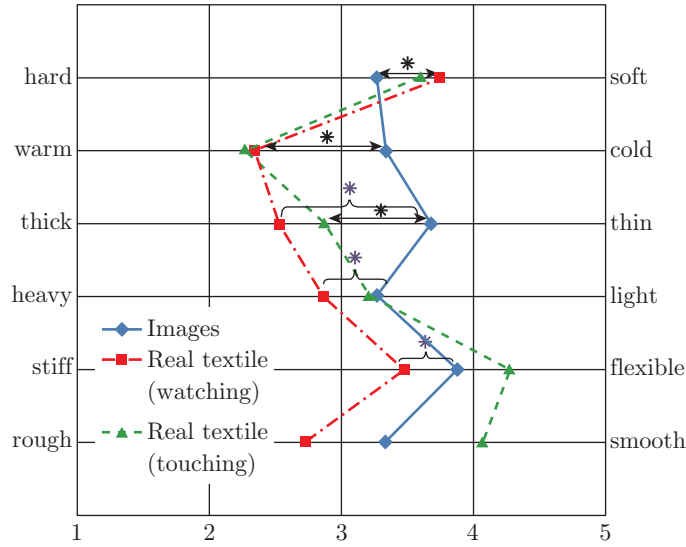 hard soft
* 
warm cold
*
thick thin
*
*
heavy light
*
Images
Real textile
(watching)
stiff flexible
*
Real textile
(touching)
rough smooth
1 2 3 4 5